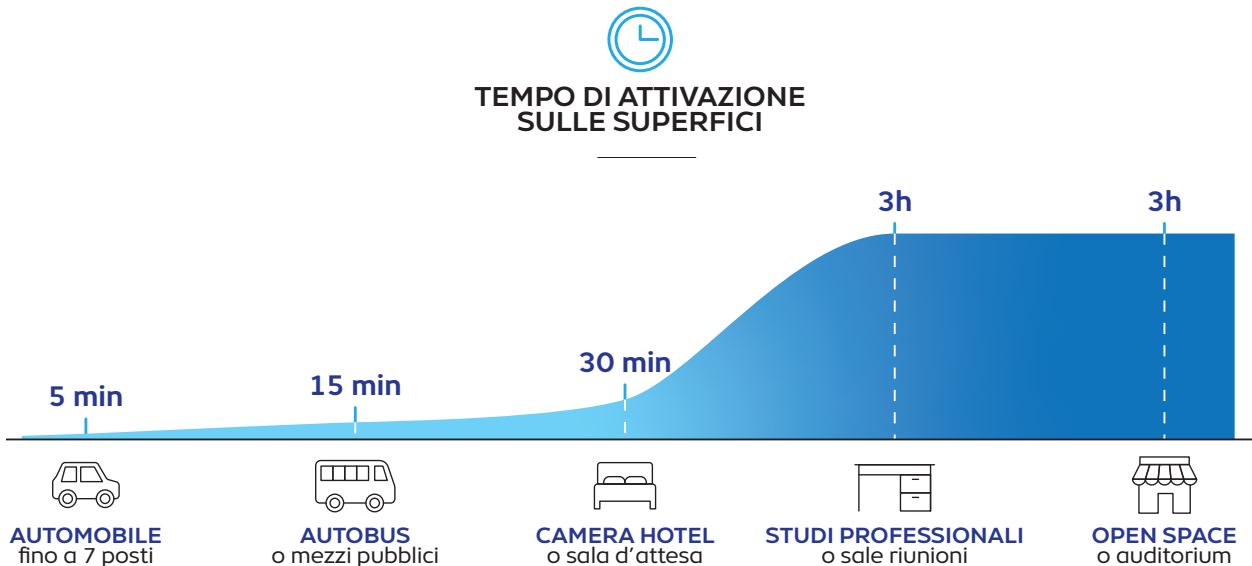 TEMPO DI ATTIVAZIONE
SULLE SUPERFICI
5 min
15 min
30 min
3h
3h
AUTOMOBILE
fino a 7 posti
AUTOBUS
o mezzi pubblici
CAMERA HOTEL
o sala d'attesa
STUDI PROFESSIONALI
o sale riunioni
OPEN SPACE
o auditorium